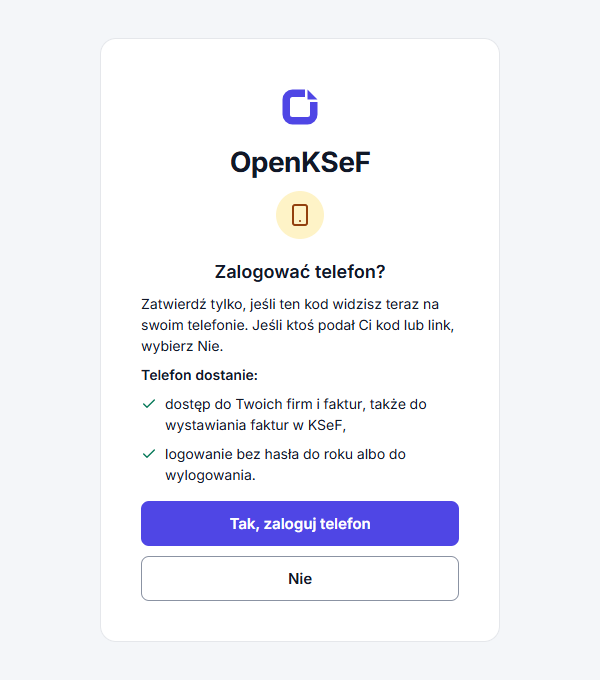 OpenKSeF
Zalogować telefon?
Zatwierdź tylko, jeśli ten kod widzisz teraz na
swoim telefonie. Jeśli ktoś podał Ci kod lub link,
wybierz Nie.
Telefon dostanie:
dostęp do Twoich firm i faktur, także do
wystawiania faktur w KSeF,
logowanie bez hasła do roku albo do
wylogowania.
Tak, zaloguj telefon
Nie